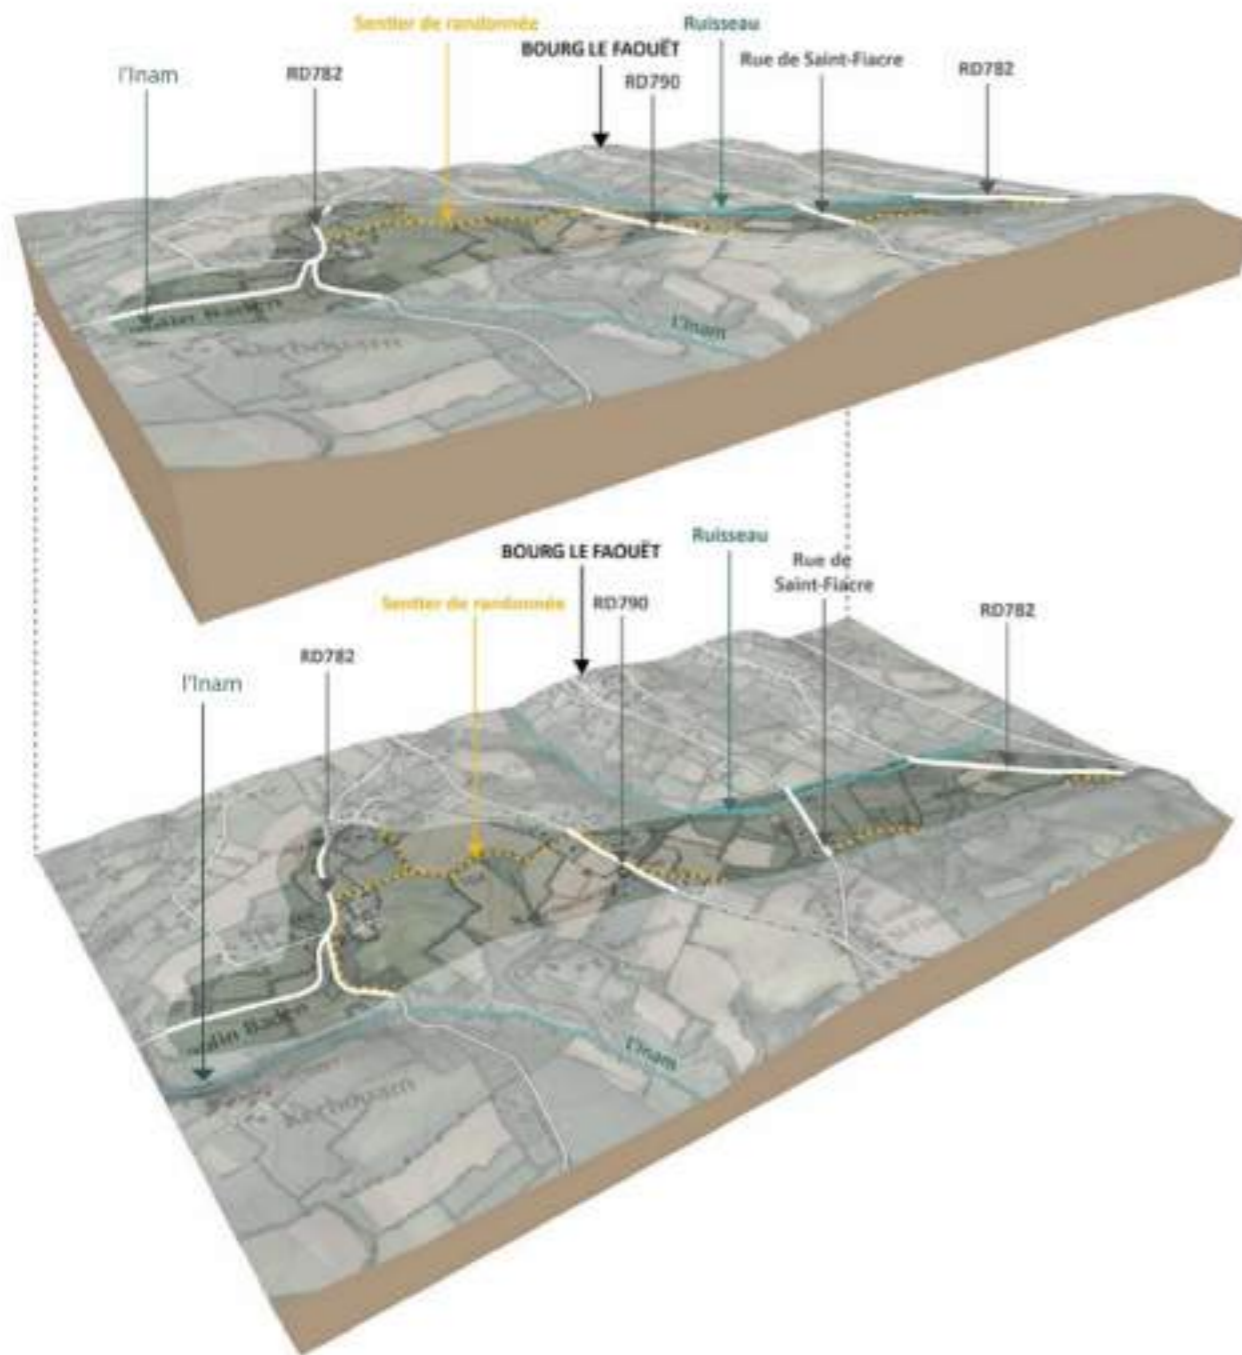 Sentier de randonnée
Ruisseau
BOURG LE FAOUËT
Rue de Saint-Fiacre
l'Inam
RD782
RD790
RD782
l'Inam
Ruisseau
BOURG LE FAOUËT
Rue de
Saint-Fiacre
Sentier de randonnée
RD790
RD782
RD782
l'Inam
l'Inam